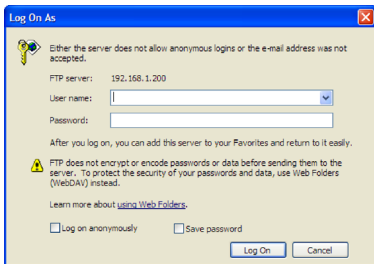 Log On As
Either the server does not allow anonymous logins or the e-mail address was not
accepted.
FTP server: 192.168.1.200
User name:
Password:
After you log on, you can add this server to your Favorites and return to it easily.
FTP does not encrypt or encode passwords or data before sending them to the
server. To protect the security of your passwords and data, use Web Folders
(WebDAV) instead.
Learn more about using Web Folders.
Log on anonymously Save password
Log On Cancel